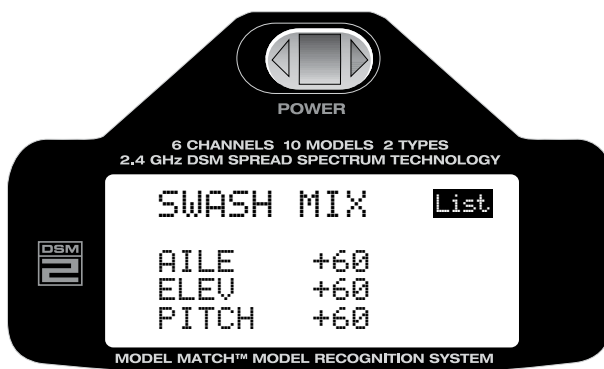 POWER
6 CHANNELS 10 MODELS 2 TYPES
2.4 GHz DSM SPREAD SPECTRUM TECHNOLOGY
SWASH MIX List
DSM
2
AILE +60
ELEV +60
PITCH +60
MODEL MATCH™ MODEL RECOGNITION SYSTEM